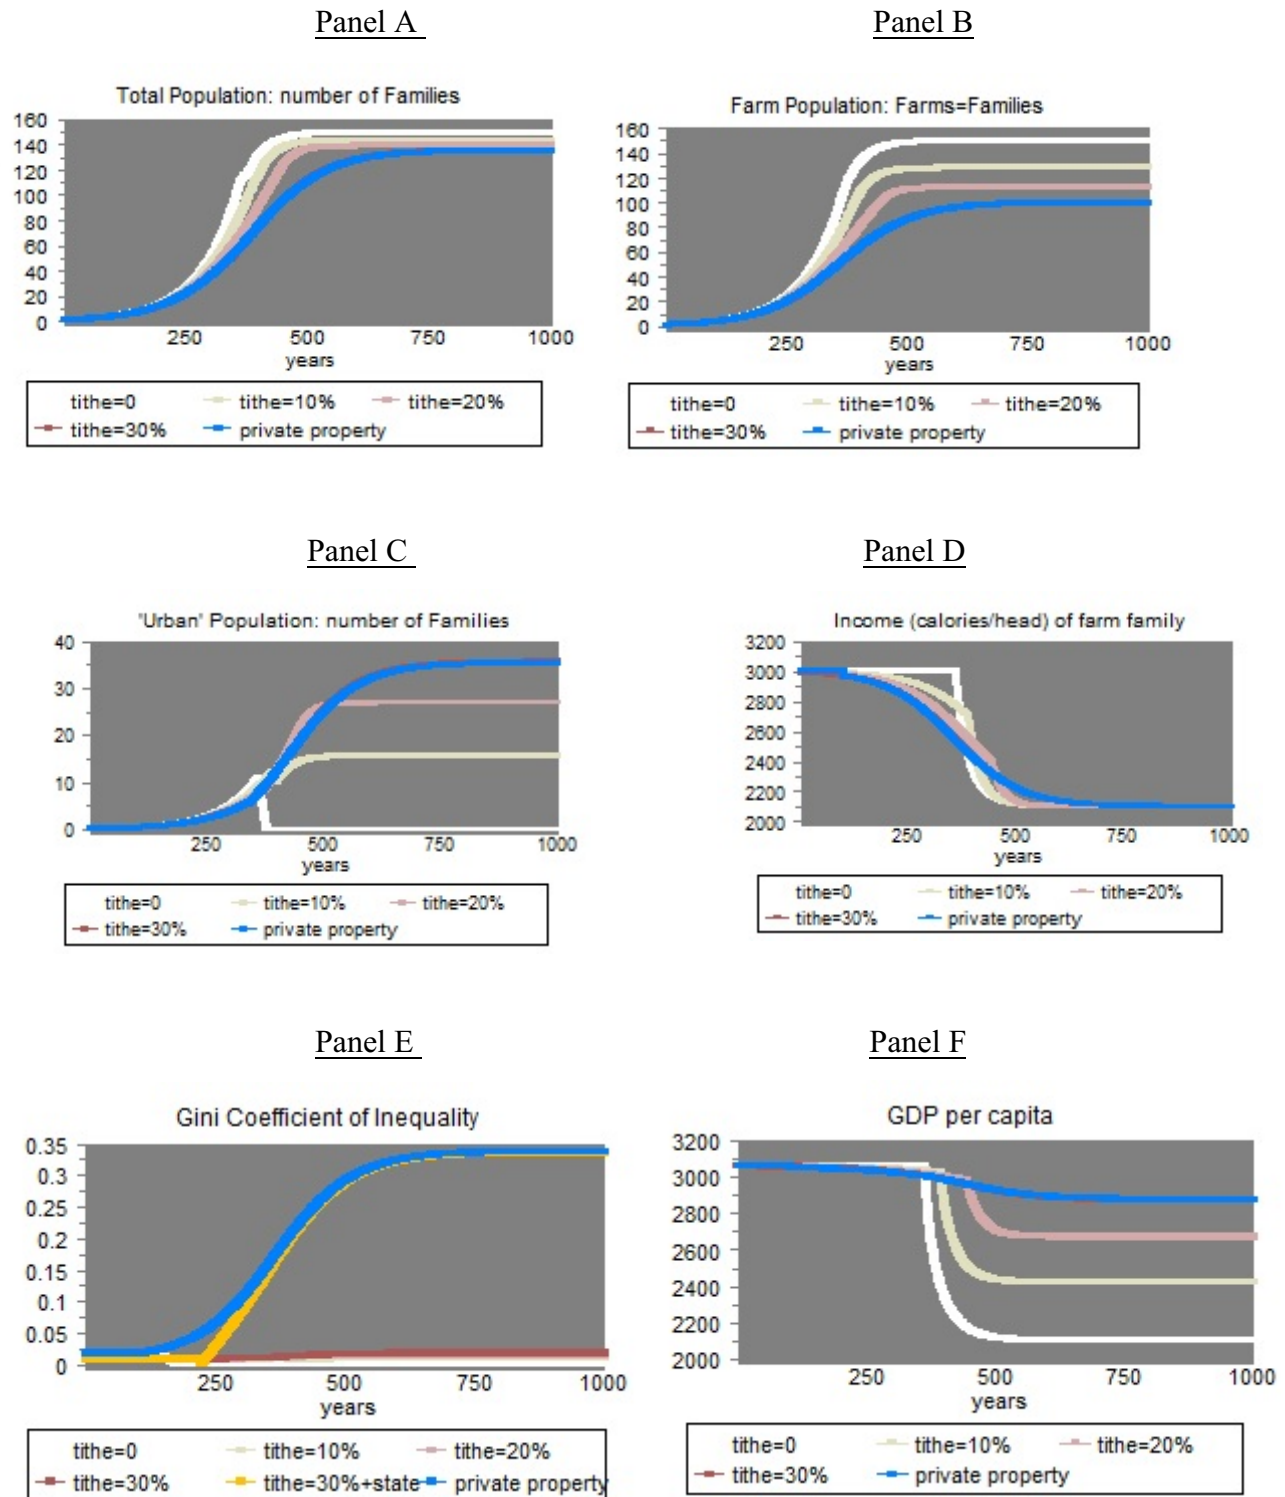 Panel A
Panel B
Total Population: number of Families
160
140
120
100
80
60
40
20
0
250 500 750 1000
years
tithe=0 tithe=10% tithe=20%
tithe=30% private property
Farm Population: Farms=Families
160
140
120
100
80
60
40
20
0
250 500 750 1000
years
tithe=0 tithe=10% tithe=20%
tithe=30% private property
Panel C
Panel D
'Urban' Population: number of Families
40
30
20
10
0
250 500 750 1000
years
tithe=0 tithe=10% tithe=20%
tithe=30% private property
Income (calories/head) of farm family
3200
3000
2800
2600
2400
2200
2000
250 500 750 1000
years
tithe=0 tithe=10% tithe=20%
tithe=30% private property
Panel E
Panel F
Gini Coefficient of Inequality
0.35
0.3
0.25
0.2
0.15
0.1
0.05
0
250 500 750 1000
years
tithe=0 tithe=10% tithe=20%
tithe=30% tithe=30%+state private property
GDP per capita
3200
3000
2800
2600
2400
2200
2000
250 500 750 1000
years
tithe=0 tithe=10% tithe=20%
tithe=30% private property